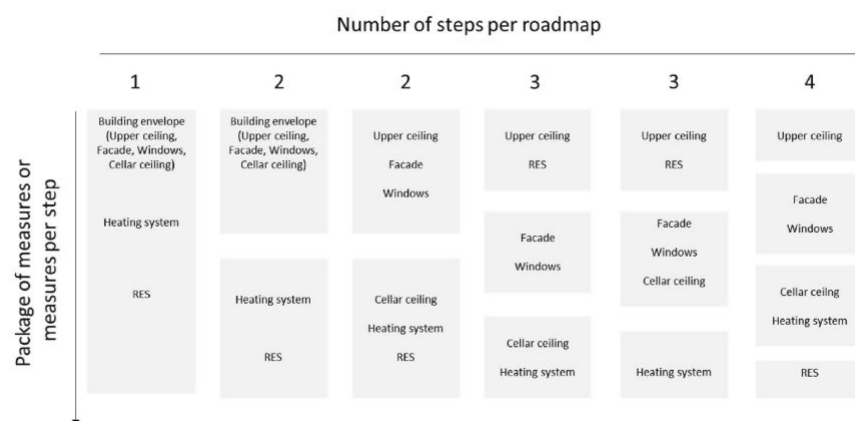 Number of steps per roadmap
1
2
2
3
3
4
Package of measures or
measures per step
Building envelope
(Upper ceiling,
Facade, Windows,
Cellar ceiling)
Heating system
RES
Building envelope
(Upper ceiling,
Facade, Windows,
Cellar ceiling)
Heating system
RES
Upper ceiling
Facade
Windows
Cellar ceiling
Heating system
RES
Upper ceiling
RES
Facade
Windows
Cellar ceiling
Heating system
Upper ceiling
RES
Facade
Windows
Cellar ceiling
Heating system
Upper ceiling
Facade
Windows
Cellar ceilng
Heating system
RES